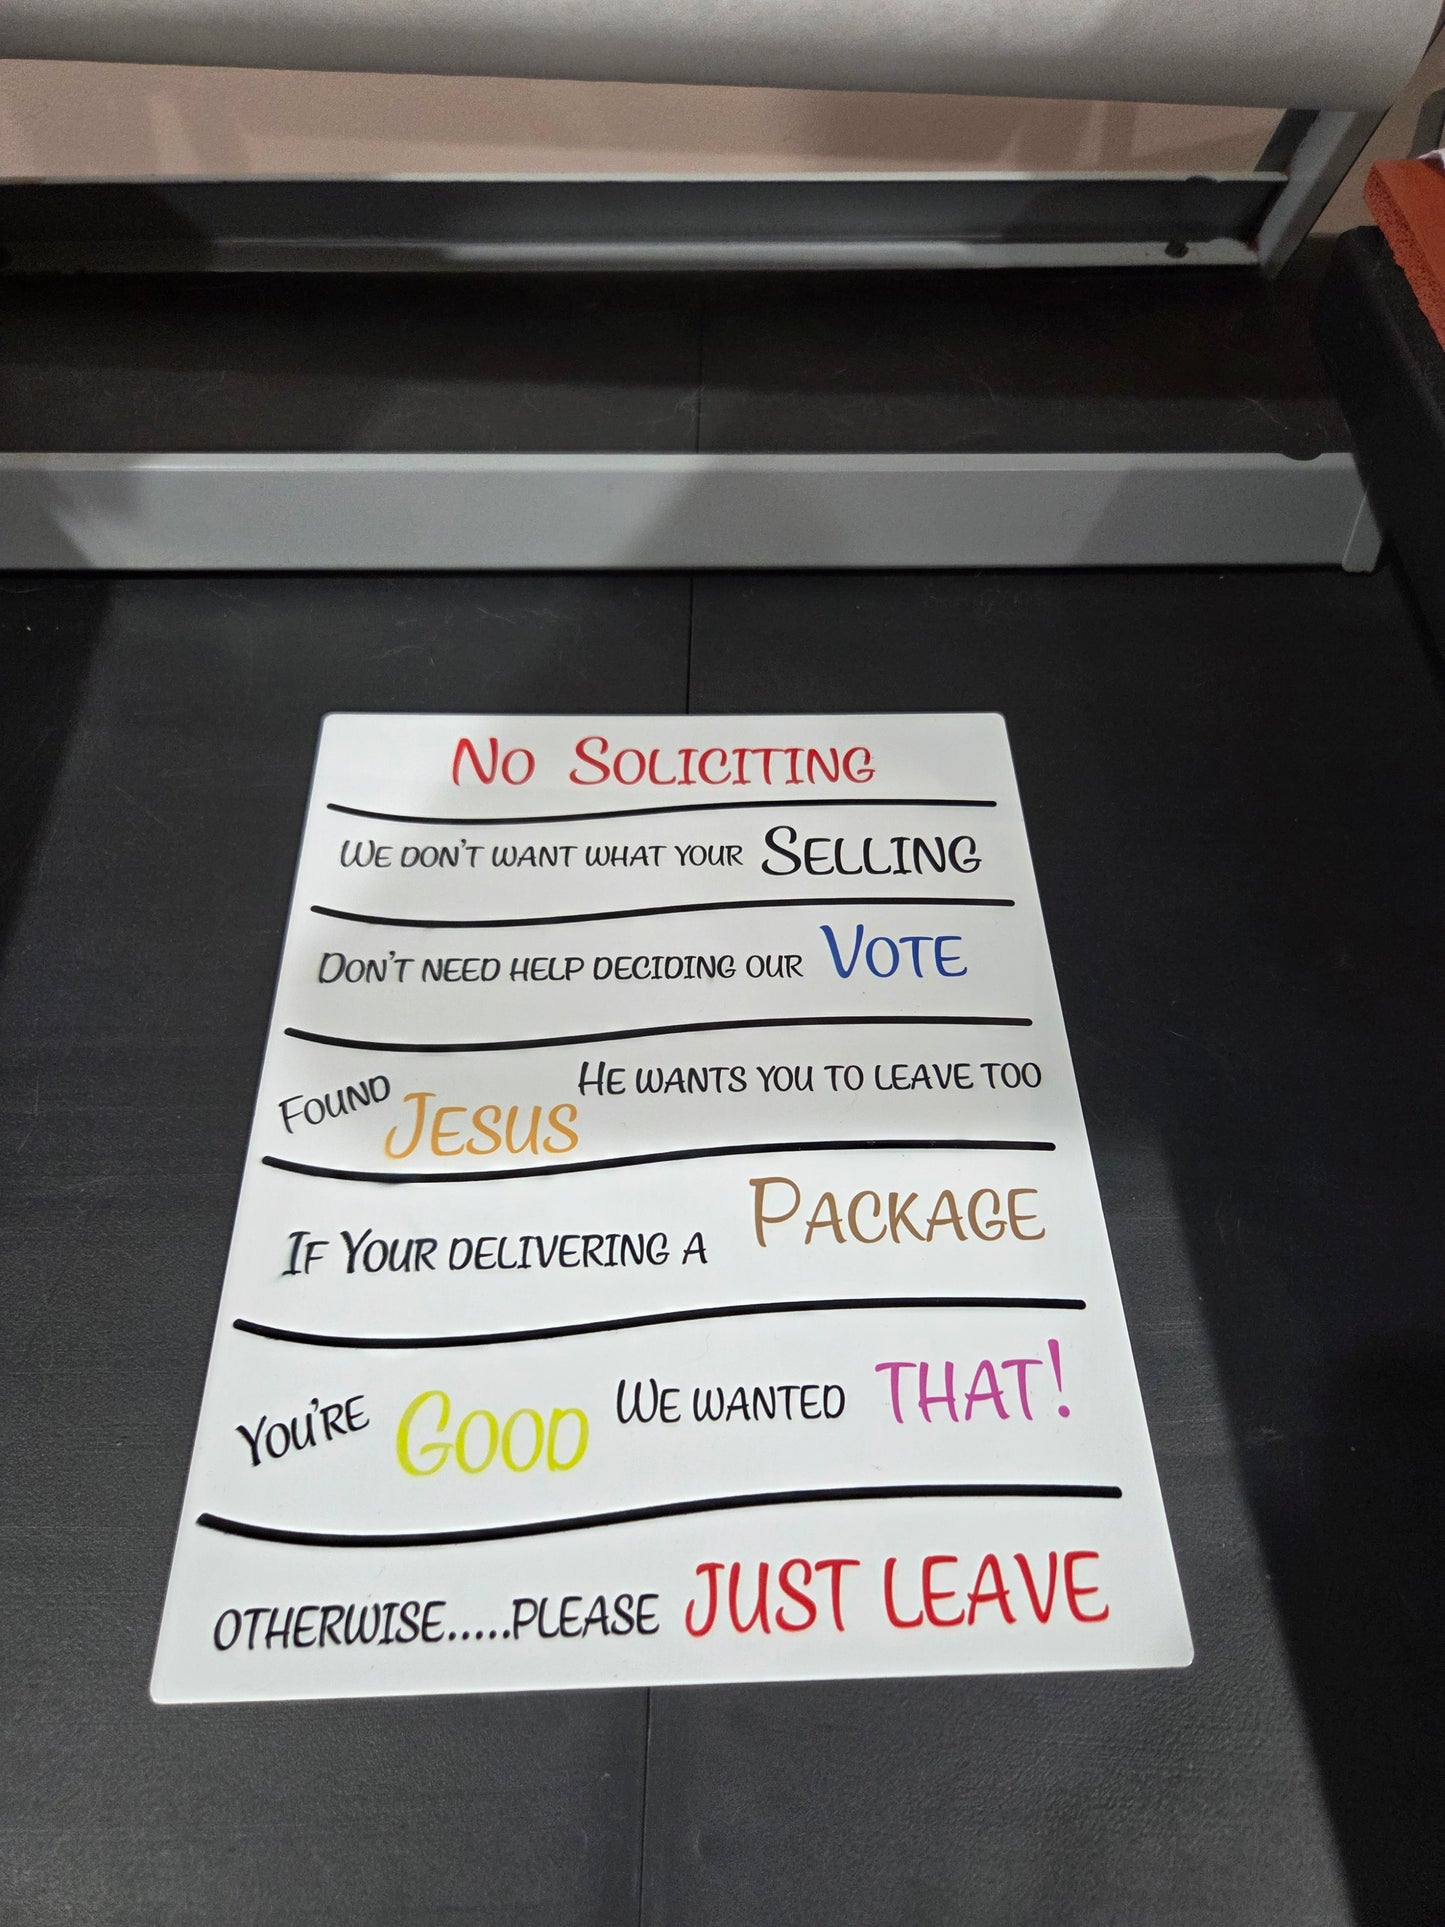 No Soliciting
We don't want what your Selling
Don't need help deciding our Vote
Found Jesus He wants you to leave too
If Your delivering a Package
You're Good We wanted THAT!
Otherwise.....please JUST LEAVE